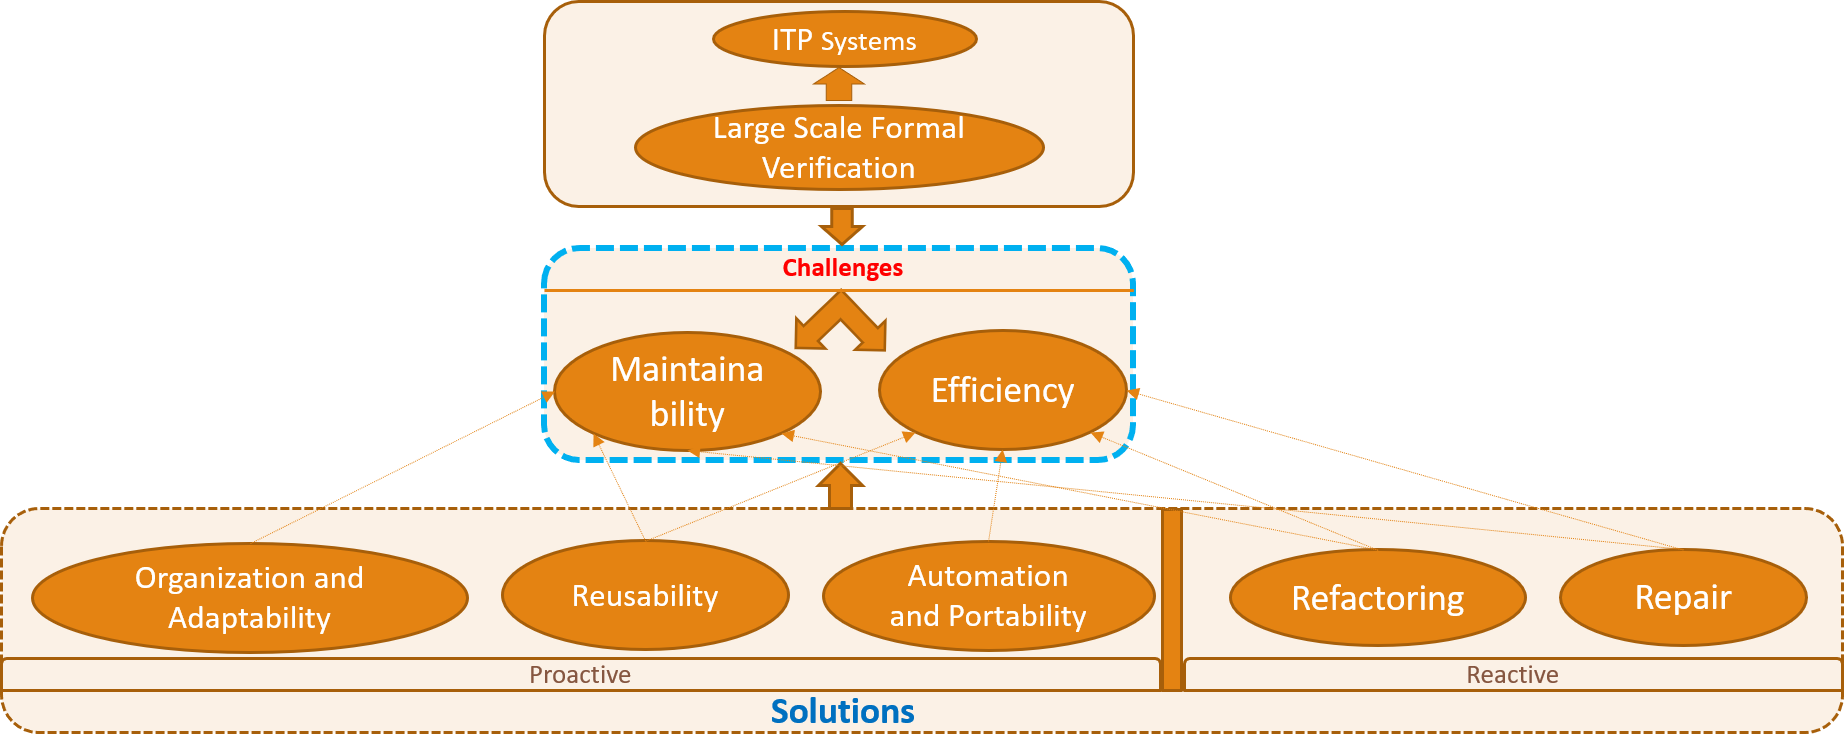 ITP Systems
Large Scale Formal
Verification
Challenges
Maintaina
bility
Efficiency
Organization and
Adaptability
Reusability
Automation
and Portability
Refactoring
Repair
Proactive
Reactive
Solutions